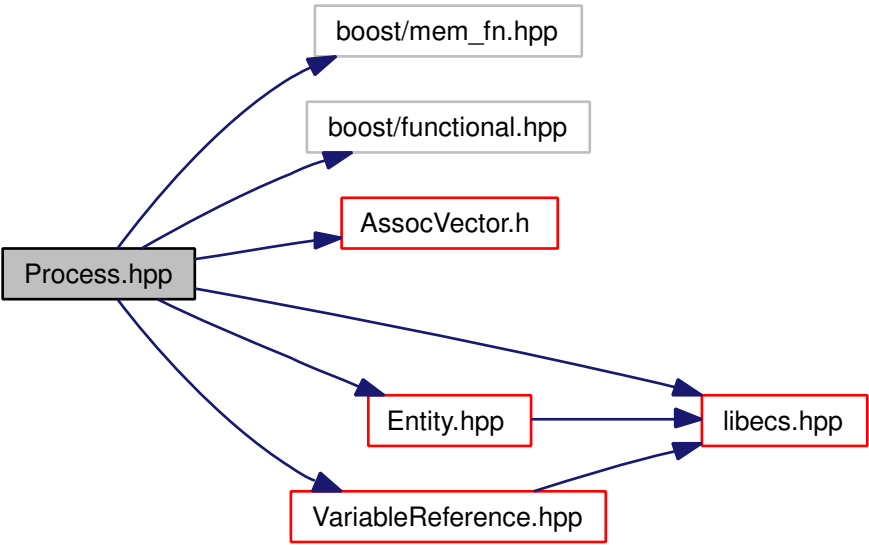 boost/mem_fn.hpp
boost/functional.hpp
AssocVector.h
Process.hpp
Entity.hpp
libecs.hpp
VariableReference.hpp